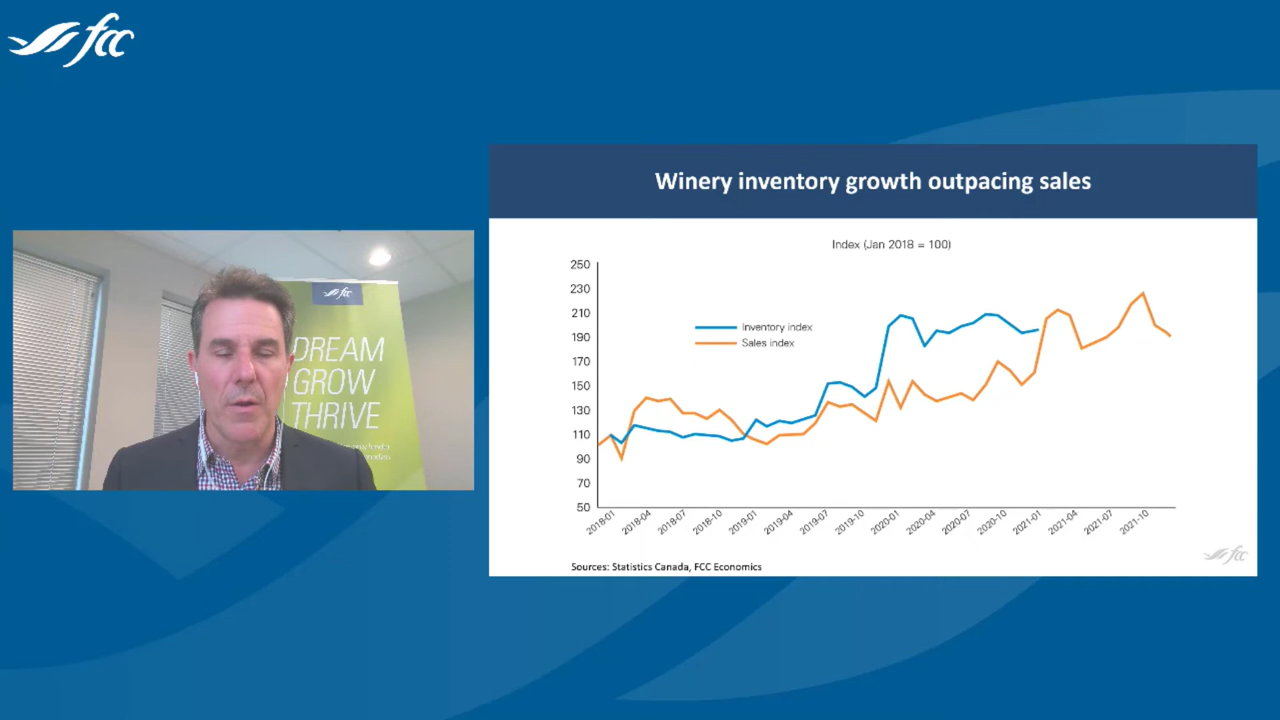 fcc
Winery inventory growth outpacing sales
Index (Jan 2018 = 100)
250
230
210
190
170
150
130
110
90
70
50
Inventory index
Sales index
2018-01
2018-04
2018-07
2018-10
2019-01
2019-04
2019-07
2019-10
2020-01
2020-04
2020-07
2020-10
2021-01
2021-04
2021-07
2021-10
Sources: Statistics Canada, FCC Economics
fcc
fcc
DREAM
GROW
THRIVE